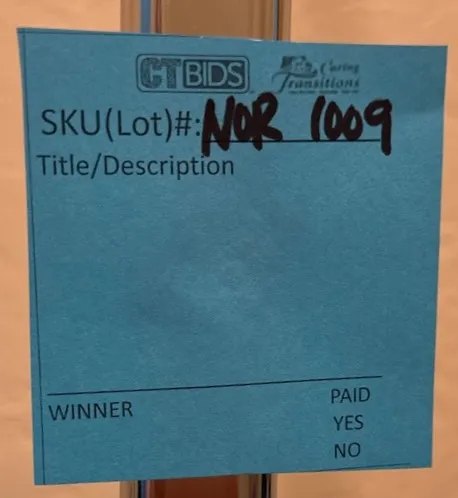 CTBIDS Caring
Transitions
SKU(Lot)#: NOR 1009
Title/Description
WINNER PAID
YES
NO